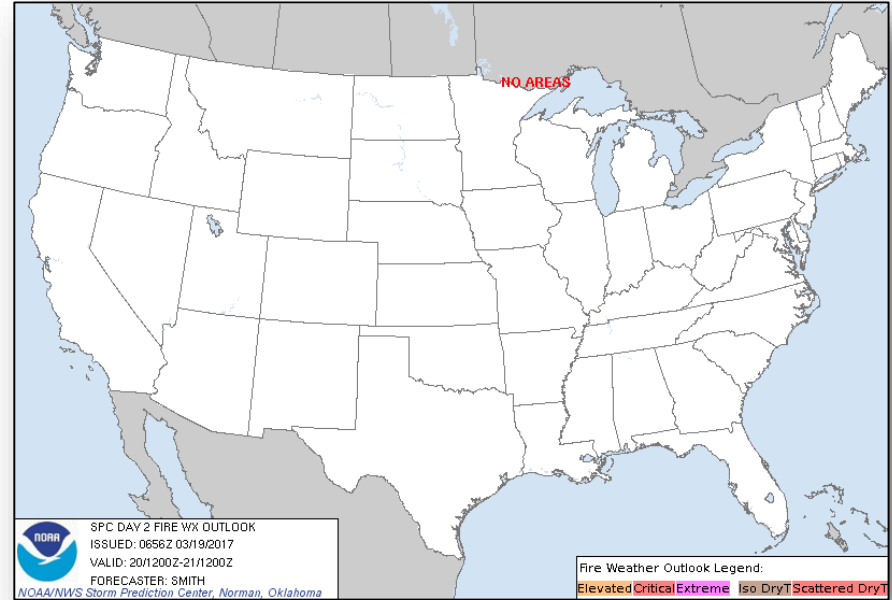 NO AREAS
NOAA
SPC DAY 2 FIRE WX OUTLOOK
ISSUED: 0656Z 03/19/2017
VALID: 20/1200Z-21/1200Z
FORECASTER: SMITH
NOAA/NWS Storm Prediction Center, Norman, Oklahoma
Fire Weather Outlook Legend:
Elevated Critical Extreme Iso DryT Scattered DryT